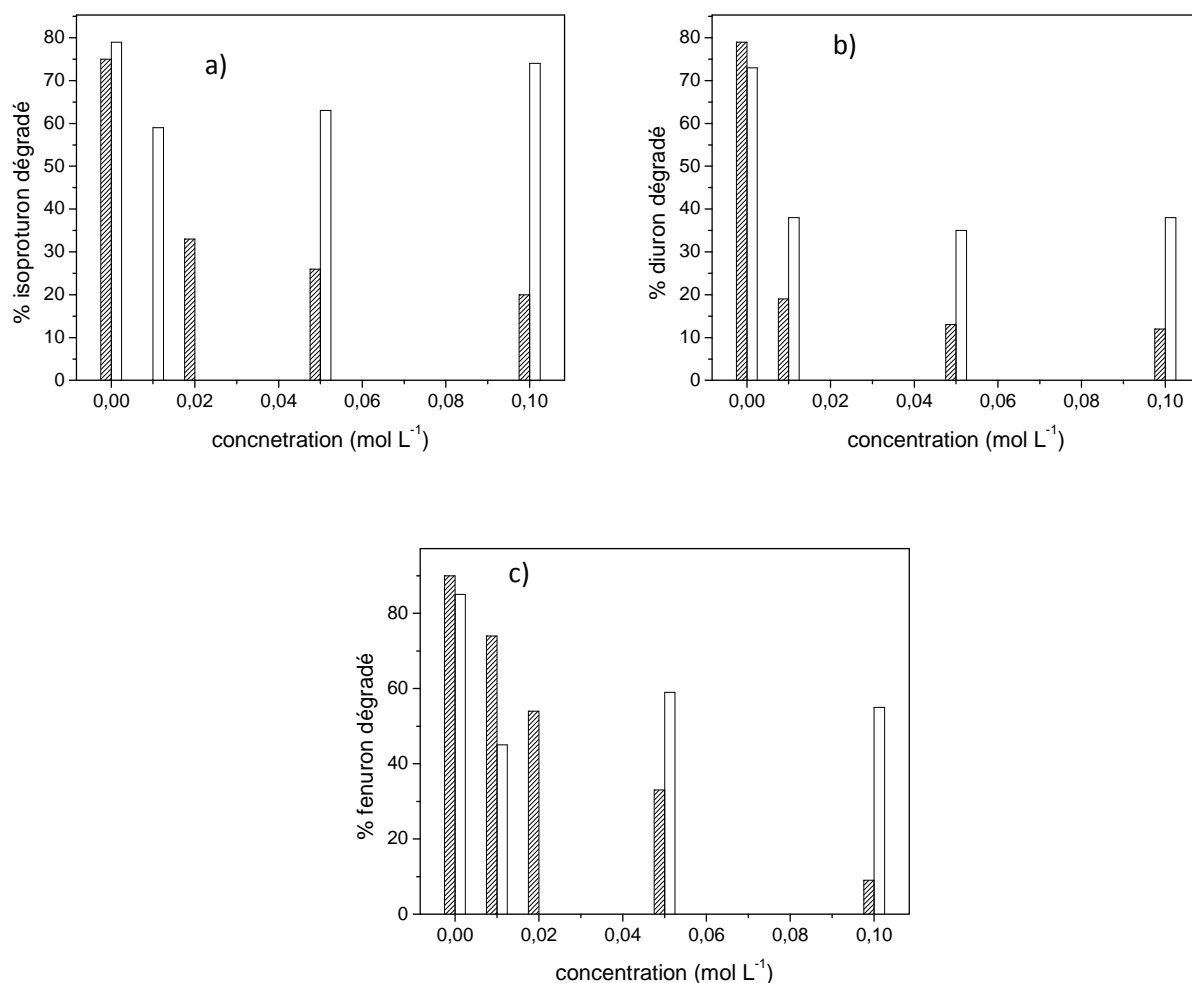 a)
% isoproturon dégradé
80
70
60
50
40
30
20
10
0
0,00 0,02 0,04 0,06 0,08 0,10
concnetration (mol L-1)
b)
% diuron dégradé
80
70
60
50
40
30
20
10
0
0,00 0,02 0,04 0,06 0,08 0,10
concentration (mol L-1)
c)
% fenuron dégradé
80
60
40
20
0
0,00 0,02 0,04 0,06 0,08 0,10
concentration (mol L-1)